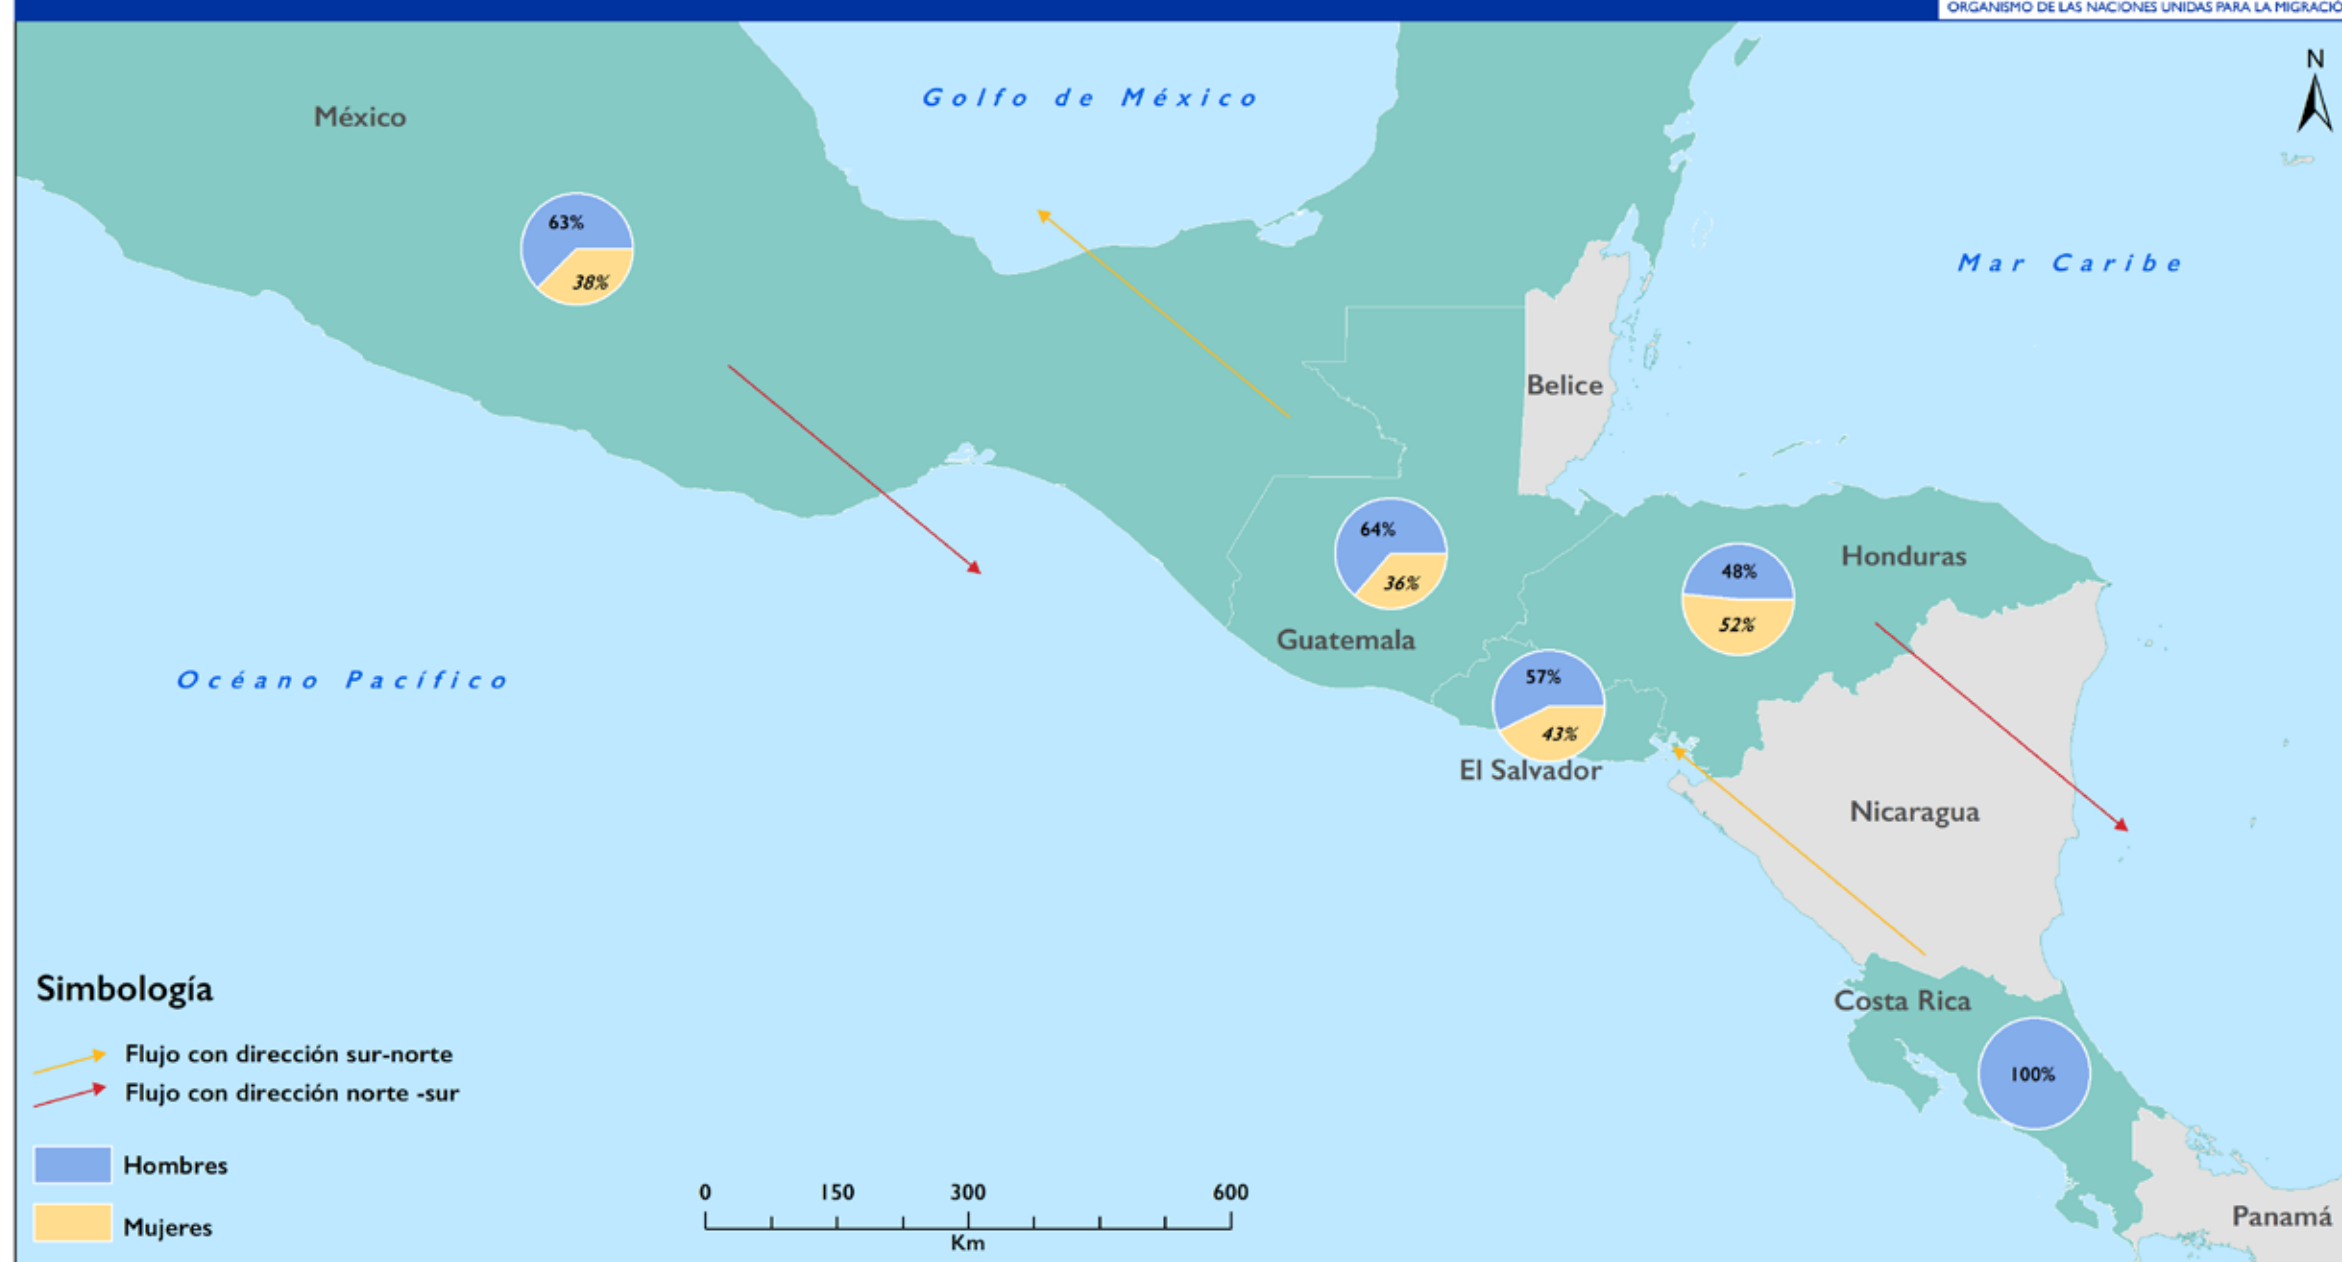 ORGANISMO DE LAS NACIONES UNIDAS PARA LA MIGRACIÓ
N
Golfo de México
México
63%
38%
Mar Caribe
Belice
64%
36%
Guatemala
Honduras
48%
52%
57%
43%
El Salvador
Océano Pacífico
Nicaragua
Costa Rica
100%
Panamá
Simbología
Flujo con dirección sur-norte
Flujo con dirección norte -sur
Hombres
Mujeres
0 150 300 600
Km